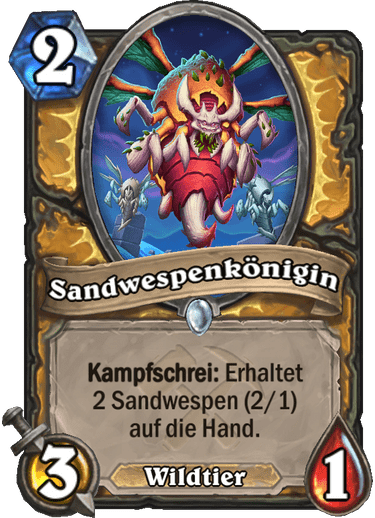 2
Sandwespenkönigin
Kampfschrei: Erhaltet
2 Sandwespen (2/1)
auf die Hand.
3
Wildtier
1